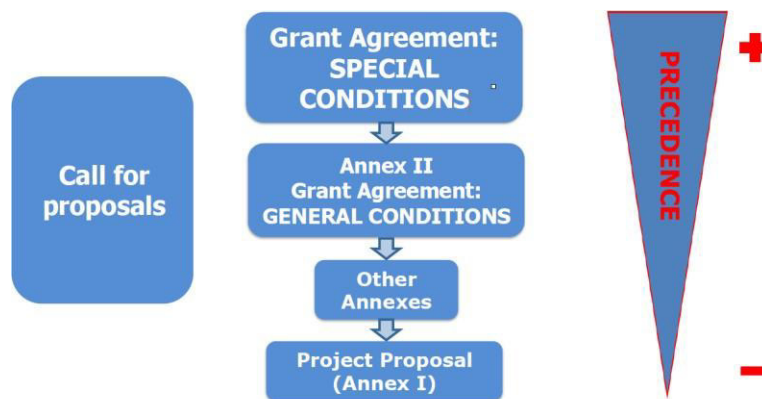 Call for
proposals
Grant Agreement:
SPECIAL
CONDITIONS
Annex II
Grant Agreement:
GENERAL CONDITIONS
Other
Annexes
Project Proposal
(Annex I)
+
PRECEDENCE
-